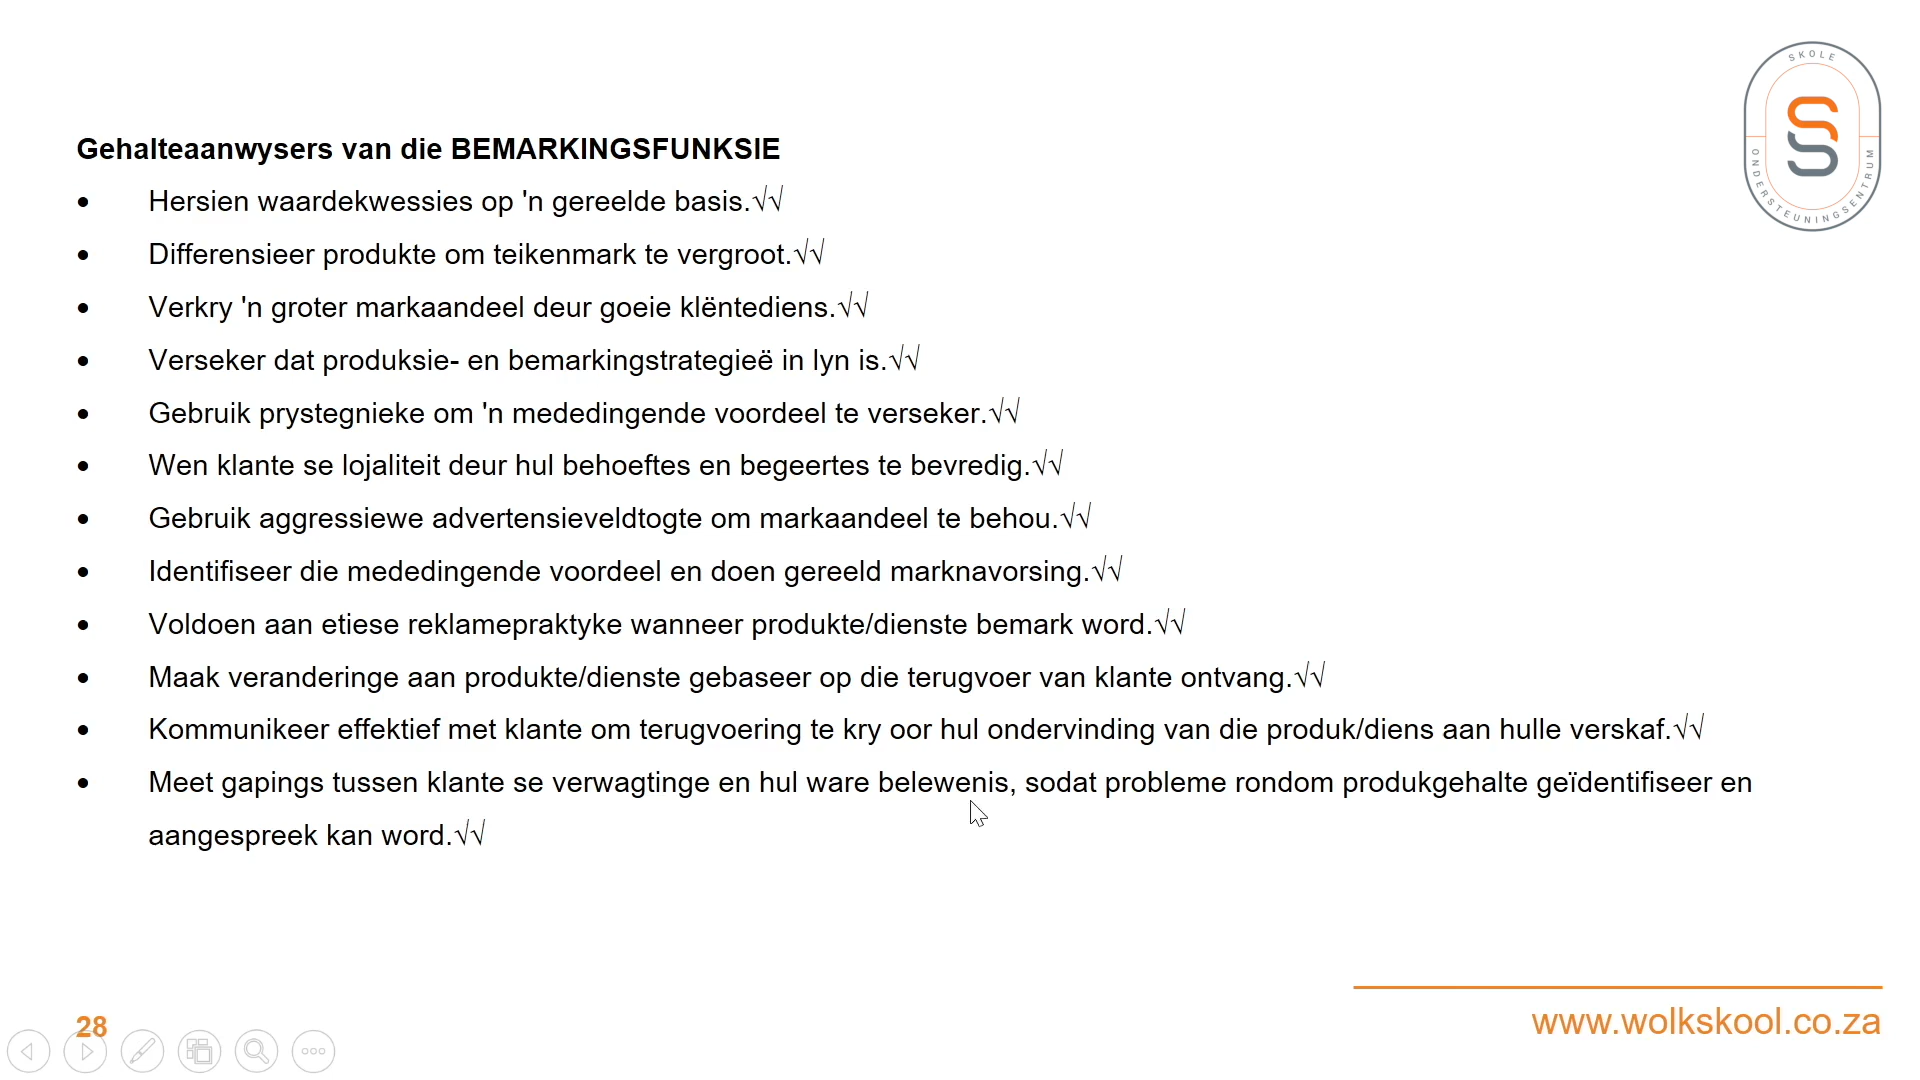 SKOLE
ONDERSTEUNINGSENTRUM
Gehalteaanwysers van die BEMARKINGSFUNKSIE
• Hersien waardekwessies op 'n gereelde basis.√√
• Differensieer produkte om teikenmark te vergroot.√√
• Verkry 'n groter markaandeel deur goeie klëntediens.√√
• Verseker dat produksie- en bemarkingstrategieë in lyn is.√√
• Gebruik prystegnieke om 'n mededingende voordeel te verseker.√√
• Wen klante se lojaliteit deur hul behoeftes en begeertes te bevredig.√√
• Gebruik aggressiewe advertensieveldtogte om markaandeel te behou.√√
• Identifiseer die mededingende voordeel en doen gereeld marknavorsing.√√
• Voldoen aan etiese reklamepraktyke wanneer produkte/dienste bemark word.√√
• Maak veranderinge aan produkte/dienste gebaseer op die terugvoer van klante ontvang.√√
• Kommunikeer effektief met klante om terugvoering te kry oor hul ondervinding van die produk/diens aan hulle verskaf.√√
• Meet gapings tussen klante se verwagtinge en hul ware belewenis, sodat probleme rondom produkgehalte geïdentifiseer en
aangespreek kan word.√√
28
www.wolkskool.co.za